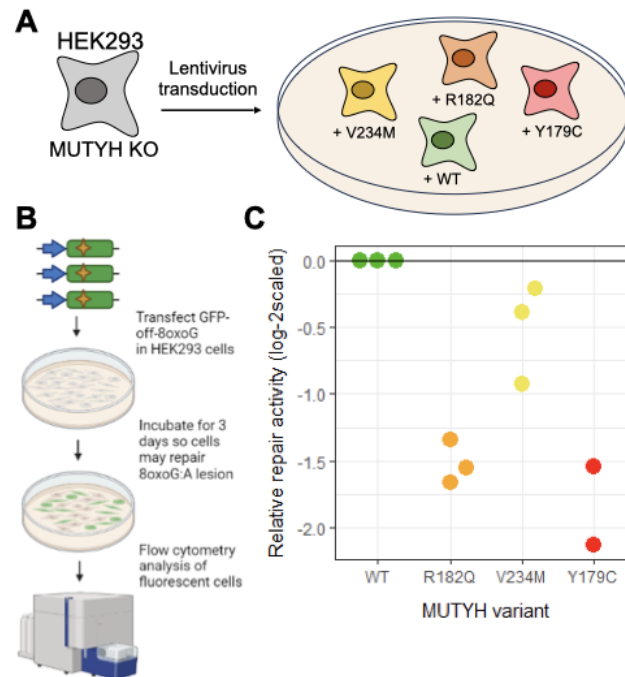 A
HEK293
MUTYH KO
Lentivirus
transduction
+ R182Q
+ V234M
+ Y179C
+ WT
B
Transfect GFP-
off-8oxoG
in HEK293 cells
Incubate for 3
days so cells
may repair
8oxoG:A lesion
Flow cytometry
analysis of
fluorescent cells
C
Relative repair activity (log-2scaled)
0.0
-0.5
-1.0
-1.5
-2.0
WT R182Q V234M Y179C
MUTYH variant